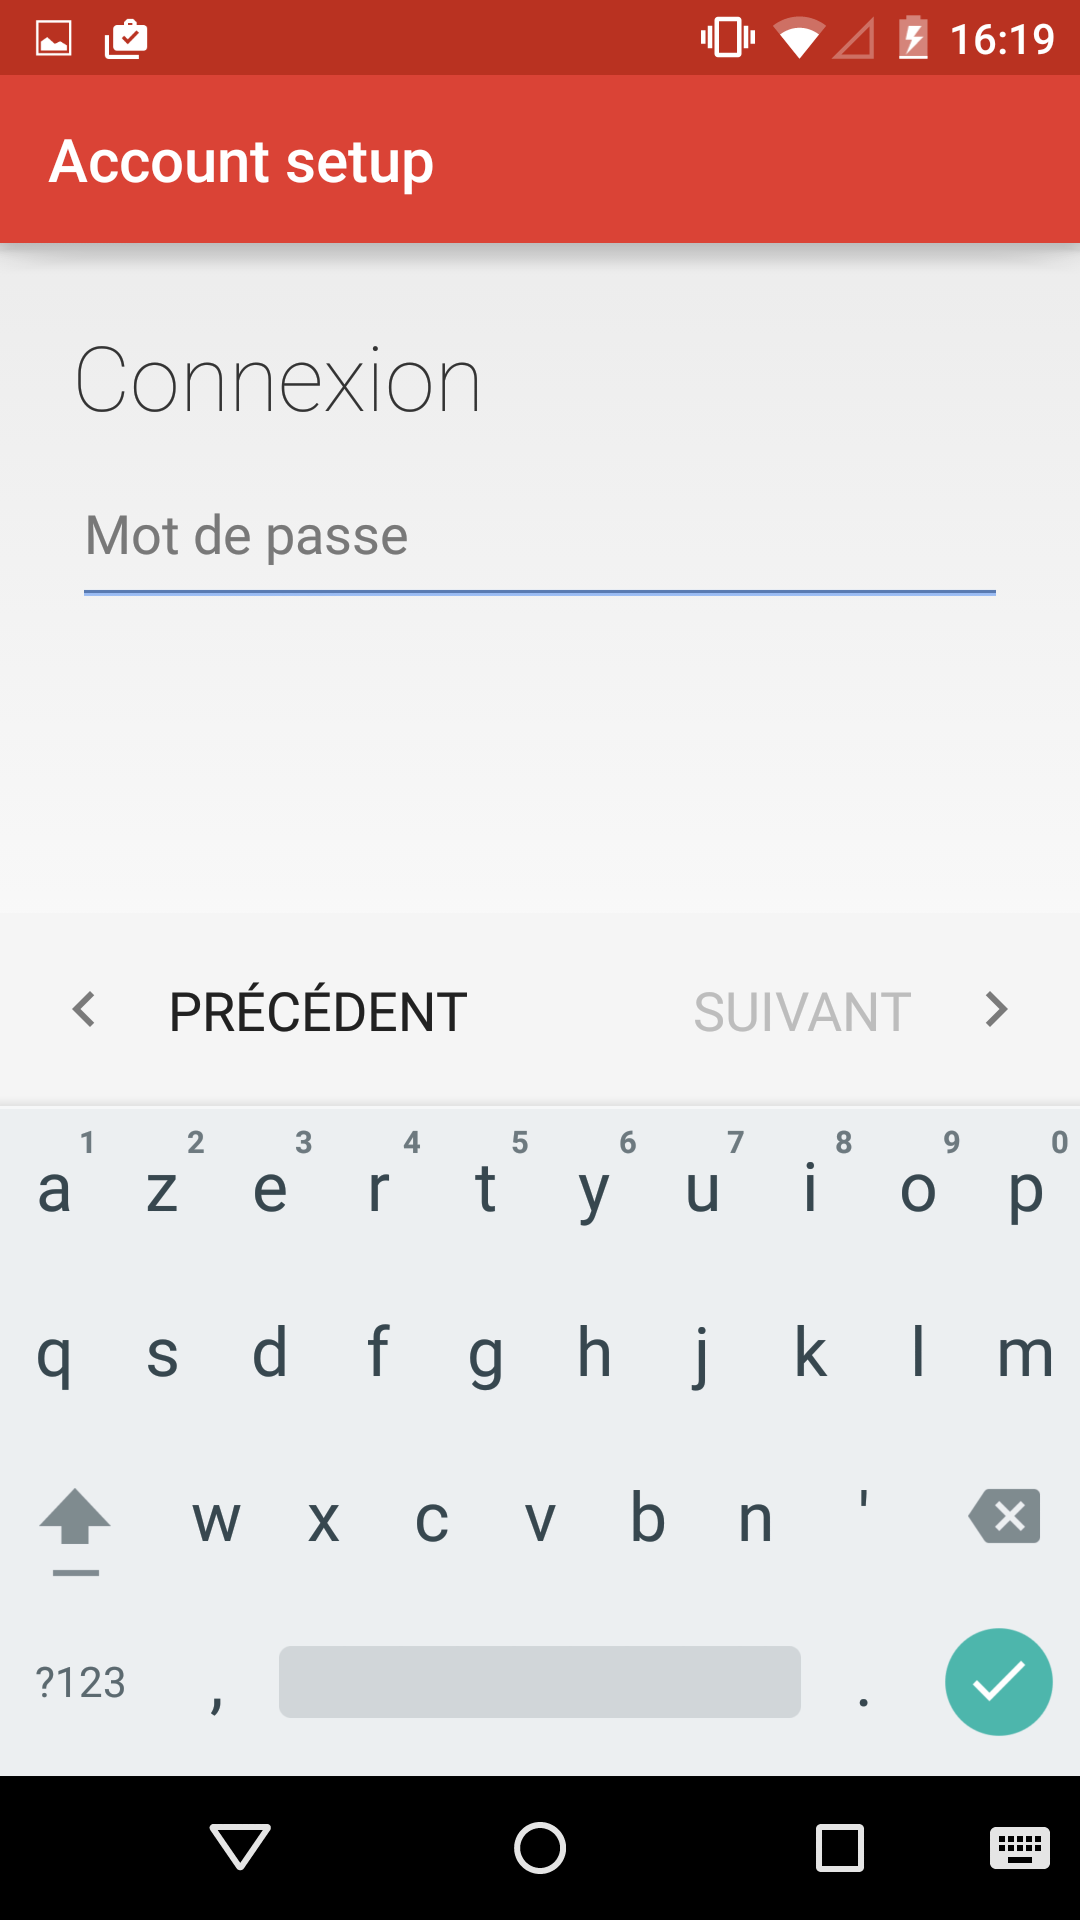 16:19
Account setup
Connexion
Mot de passe
PRÉCÉDENT SUIVANT
1 2 3 4 5 6 7 8 9 0
a z e r t y u i o p
q s d f g h j k l m
w x c v b n '
?123 , .